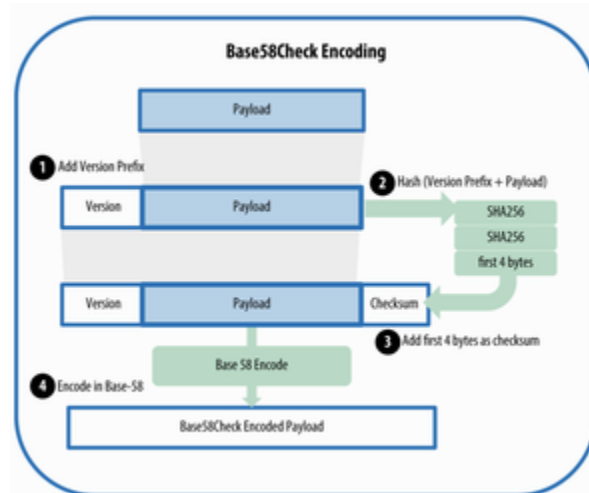 Base58Check Encoding
Payload
1 Add Version Prefix
2 Hash (Version Prefix + Payload)
Version Payload
SHA256
SHA256
first 4 bytes
Version Payload Checksum
3 Add first 4 bytes as checksum
Base 58 Encode
4 Encode in Base-58
Base58Check Encoded Payload